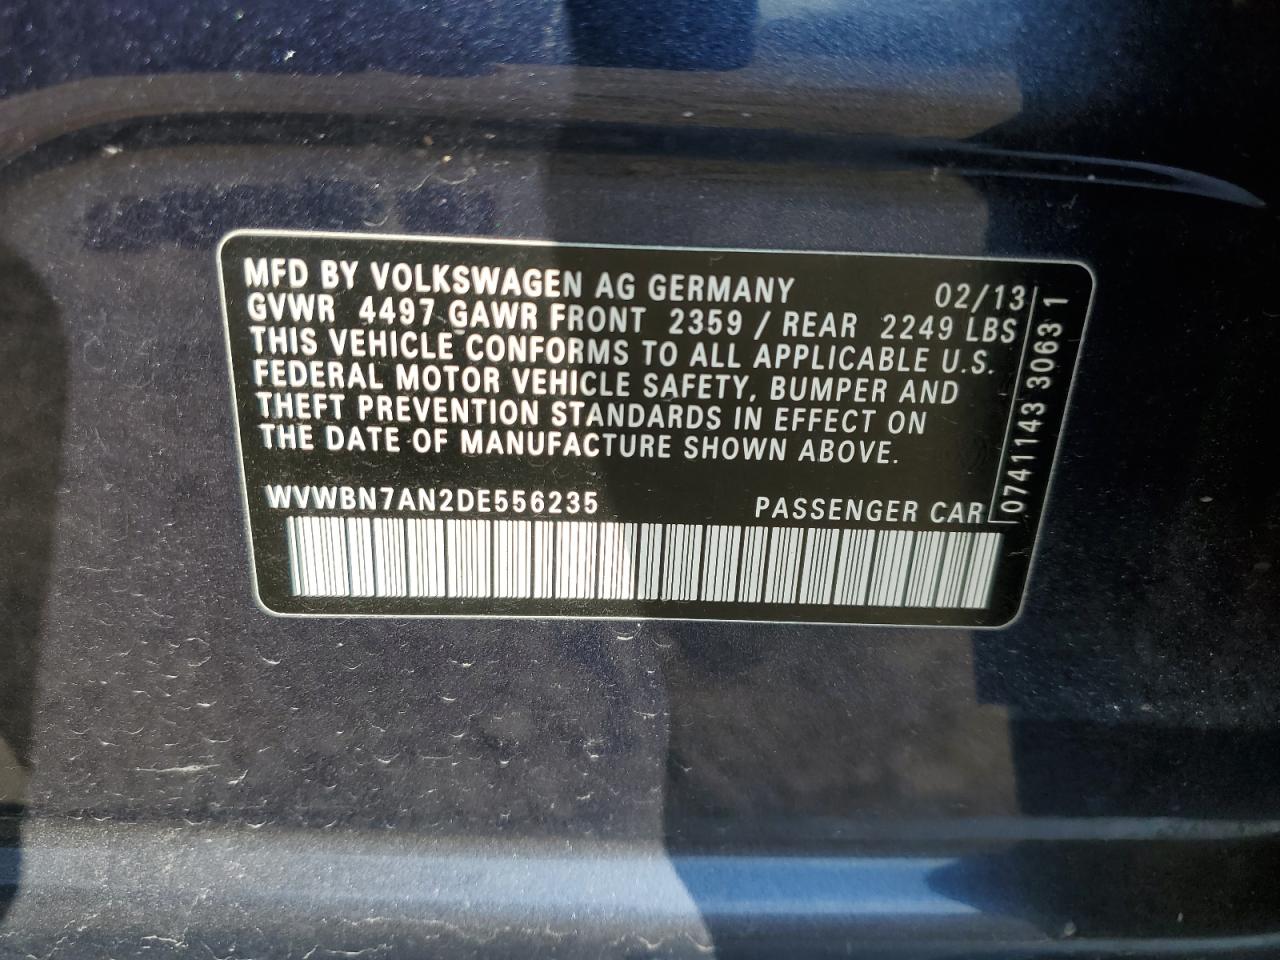 MFD BY VOLKSWAGEN AG GERMANY 02/13
GVWR 4497 GAWR FRONT 2359 / REAR 2249 LBS
THIS VEHICLE CONFORMS TO ALL APPLICABLE U.S.
FEDERAL MOTOR VEHICLE SAFETY, BUMPER AND
THEFT PREVENTION STANDARDS IN EFFECT ON
THE DATE OF MANUFACTURE SHOWN ABOVE.
WVWBN7AN2DE556235 PASSENGER CAR
0741143 3063 1